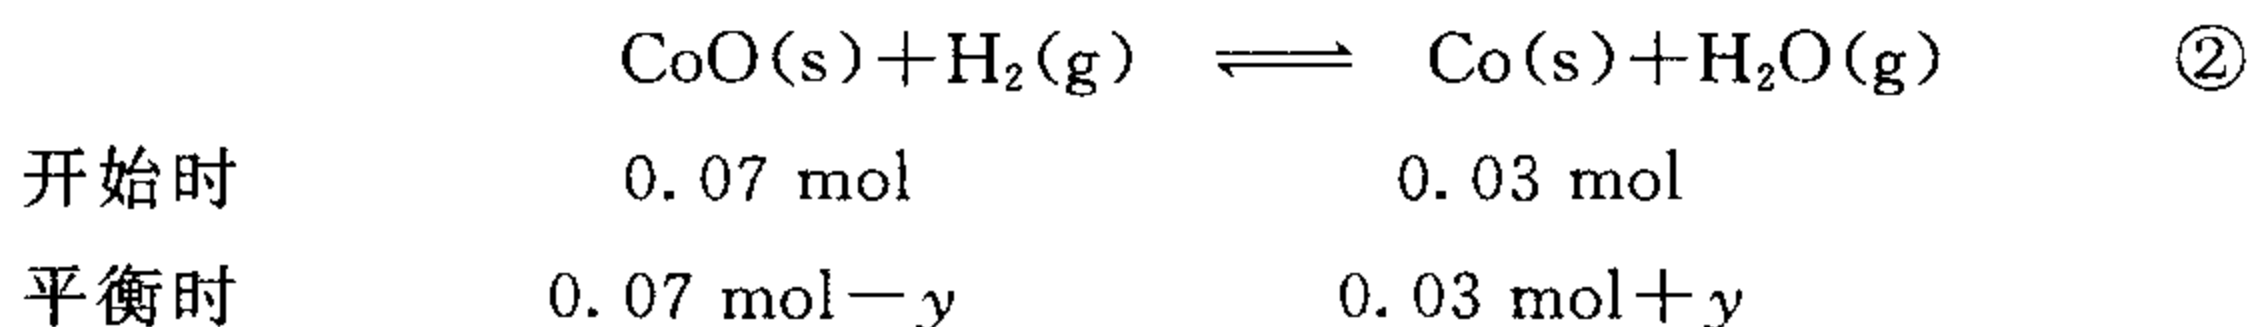 CoO(s)+H₂(g) ⇌ Co(s)+H₂O(g) ②
开始时 0.07 mol 0.03 mol
平衡时 0.07 mol−y 0.03 mol+y